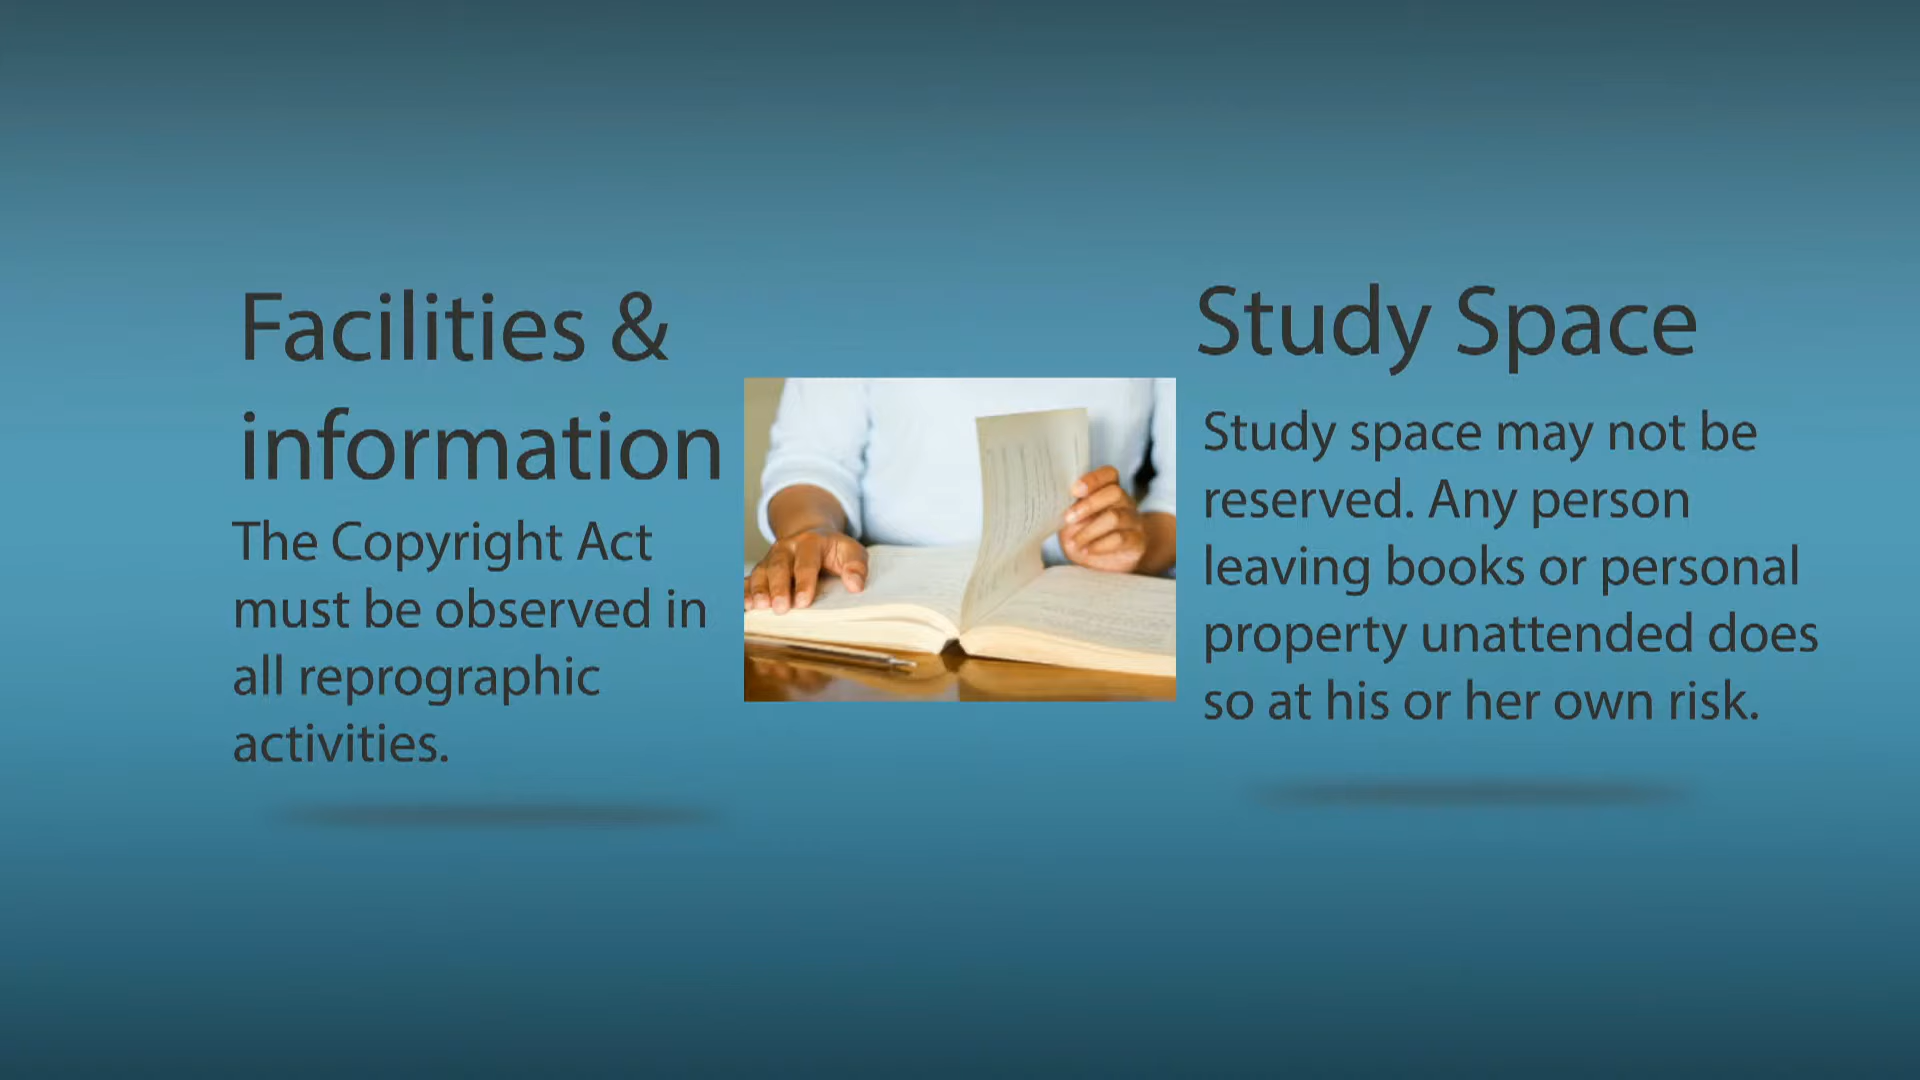 Facilities &
information
The Copyright Act
must be observed in
all reprographic
activities.
Study Space
Study space may not be
reserved. Any person
leaving books or personal
property unattended does
so at his or her own risk.